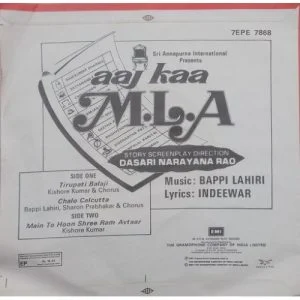 7EPE 7868
Sri Annapurna International
Presents
aaj kaa
M.L.A
STORY SCREENPLAY DIRECTION
DASARI NARAYANA RAO
Music: BAPPI LAHIRI
Lyrics: INDEEWAR
SIDE ONE
Tirupati Balaji
Kishore Kumar & Chorus
Chalo Calcutta
Bappi Lahiri, Sharon Prabhakar & Chorus
SIDE TWO
Main To Hoon Shree Ram Avtaar
Kishore Kumar & Chorus
EP
EMI
THE GRAMOPHONE COMPANY OF INDIA LIMITED